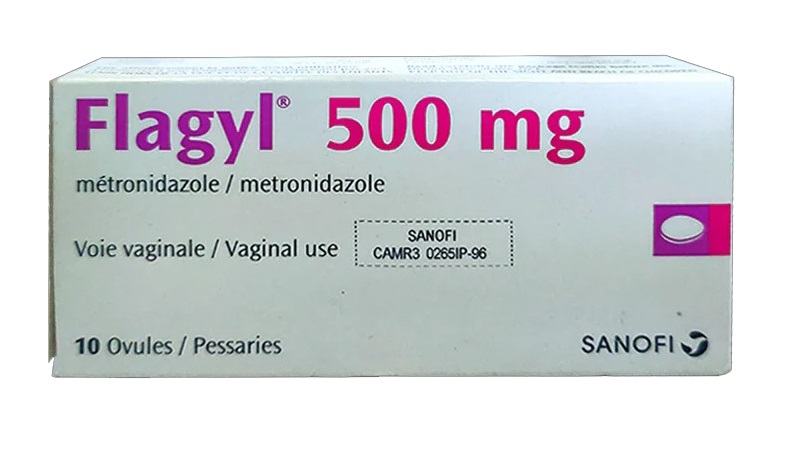 Flagyl® 500 mg
métronidazole / metronidazole
Voie vaginale / Vaginal use
SANOFI
CAMR3 0265IP-96
10 Ovules / Pessaries
SANOFI